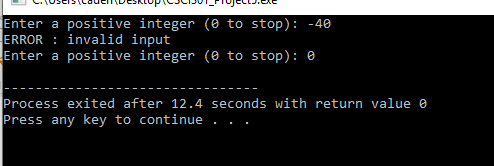 C:\Users\caden\Desktop\CSCI501_Project5.exe
Enter a positive integer (0 to stop): -40
ERROR : invalid input
Enter a positive integer (0 to stop): 0
--------------------------------
Process exited after 12.4 seconds with return value 0
Press any key to continue . . .